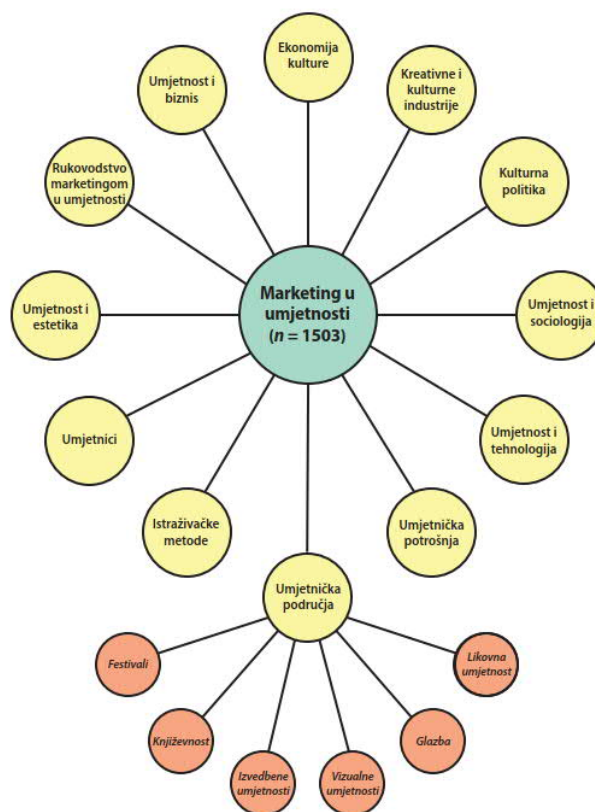 Ekonomija
kulture
Umjetnost i
biznis
Kreativne i
kulturne
industrije
Rukovodstvo
marketingom
u umjetnosti
Kulturna
politika
Marketing u
umjetnosti
(n = 1503)
Umjetnost i
estetika
Umjetnost i
sociologija
Umjetnici
Umjetnost i
tehnologija
Istraživačke
metode
Umjetnička
potrošnja
Umjetnička
područja
Festivali
Likovna
umjetnost
Književnost
Glazba
Izvedbene
umjetnosti
Vizualne
umjetnosti